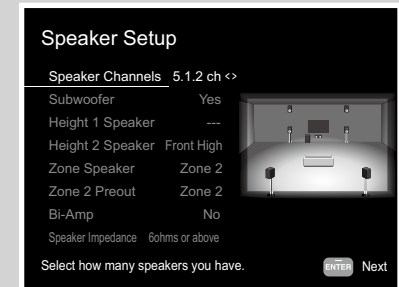 Speaker Setup
Speaker Channels 5.1.2 ch <>
Subwoofer Yes
Height 1 Speaker ---
Height 2 Speaker Front High
Zone Speaker Zone 2
Zone 2 Preout Zone 2
Bi-Amp No
Speaker Impedance 6ohms or above
Select how many speakers you have.
ENTER Next